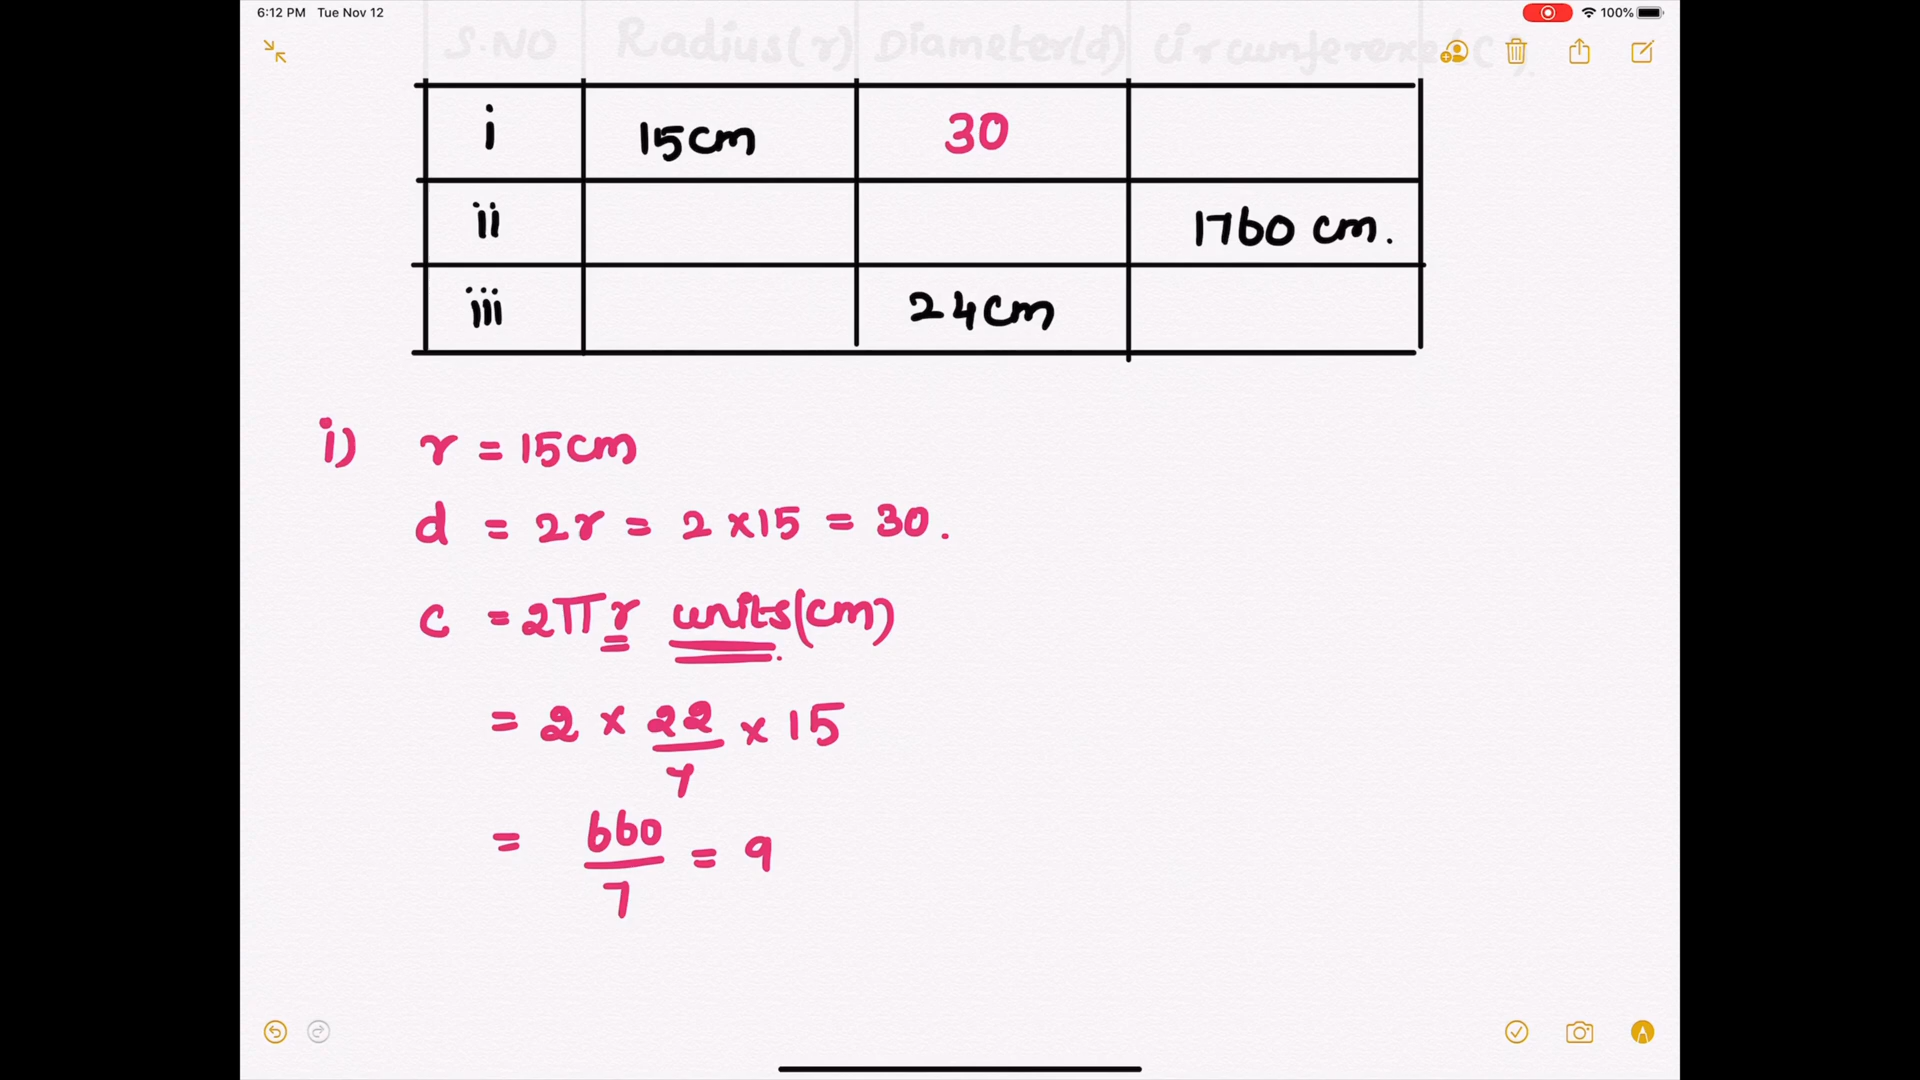 6:12 PM Tue Nov 12 100%
S.NO Radius(r) Diameter(d) Circumference(C).
i 15cm 30
ii 1760 cm.
iii 24cm
i) r = 15cm
d = 2r = 2 × 15 = 30.
c = 2πr units(cm)
= 2 × 22/7 × 15
= 660/7 = 9